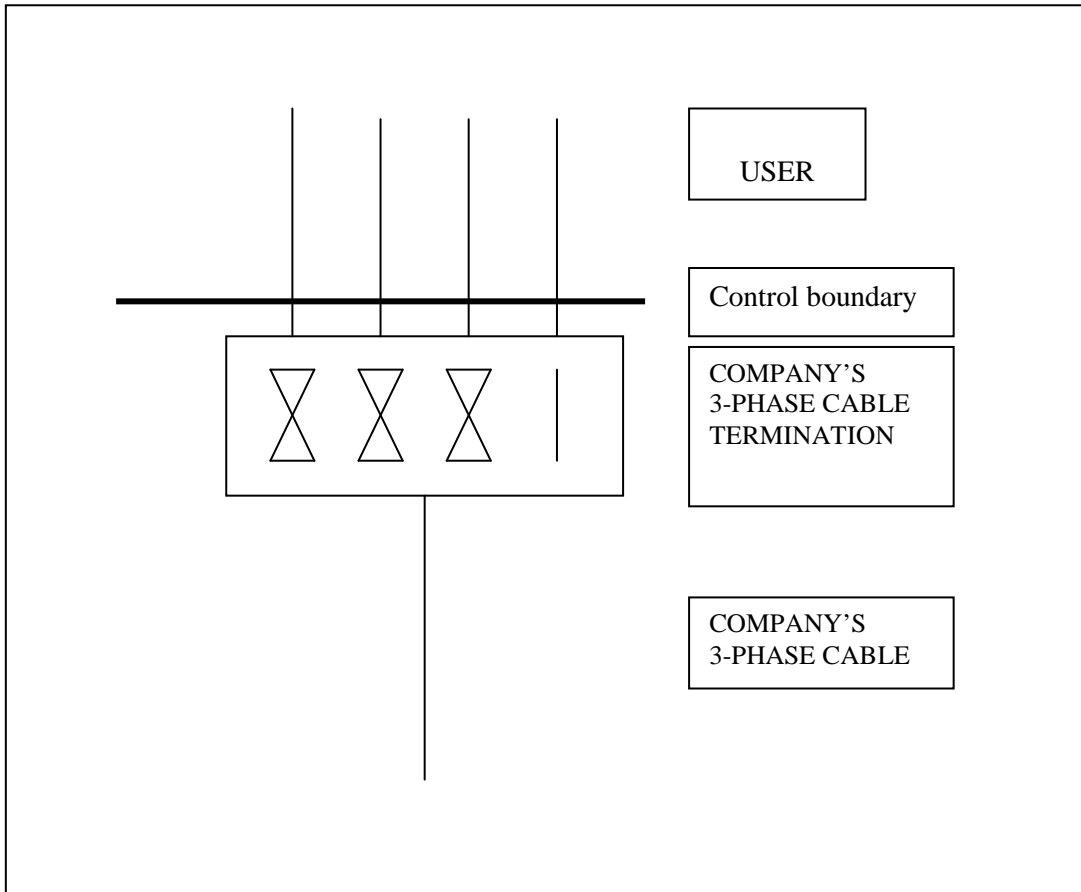 USER
Control boundary
COMPANY’S
3-PHASE CABLE
TERMINATION
COMPANY’S
3-PHASE CABLE